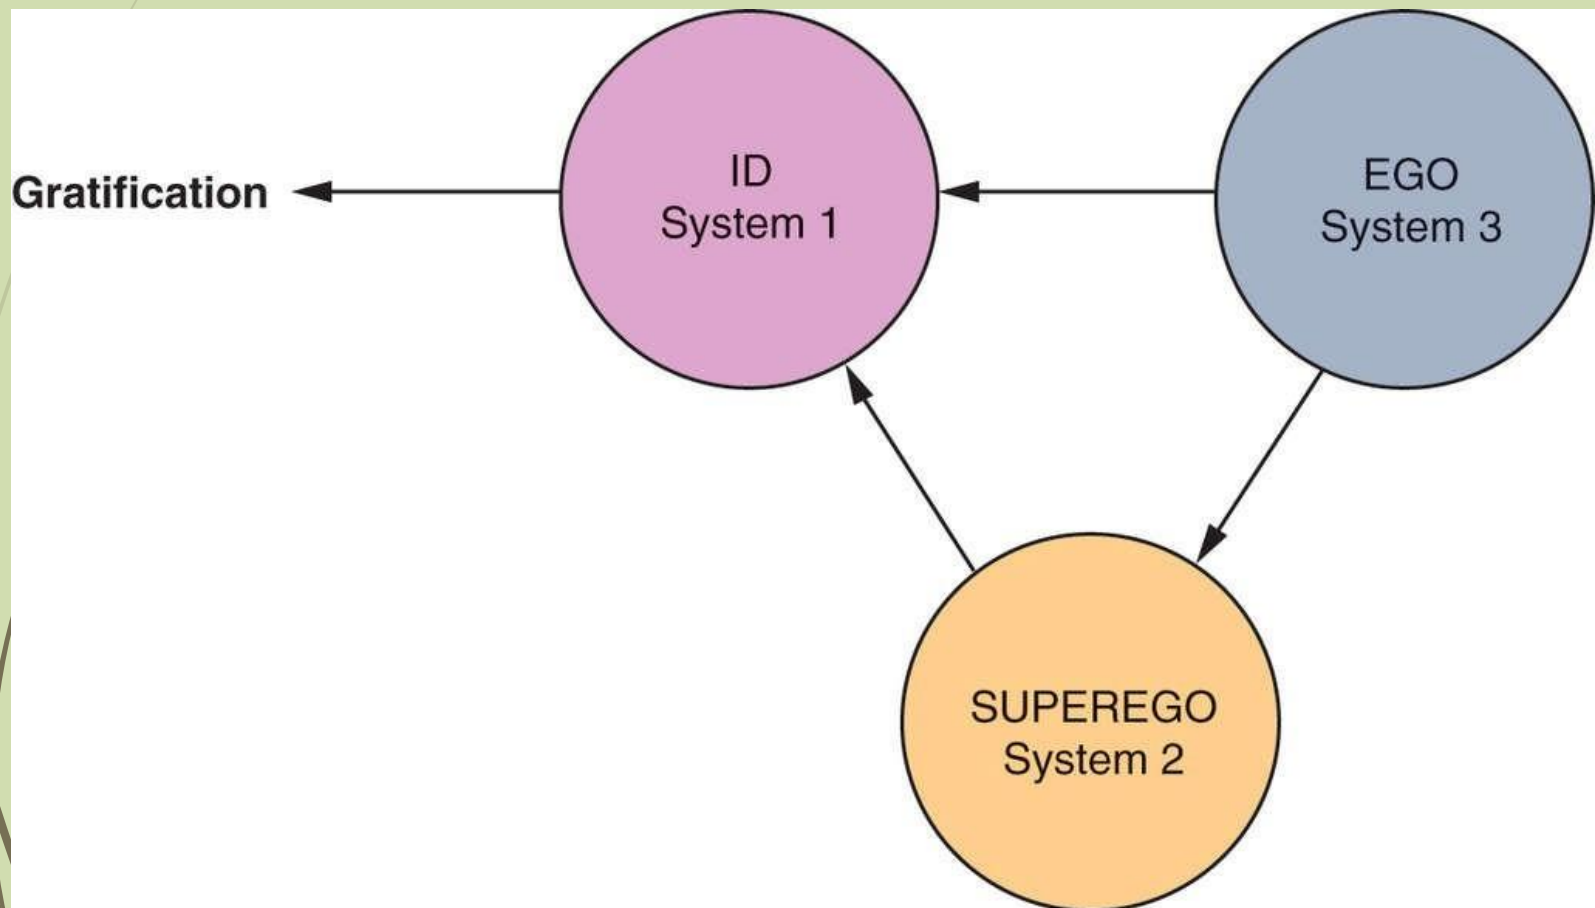 Gratification
ID
System 1
EGO
System 3
SUPEREGO
System 2